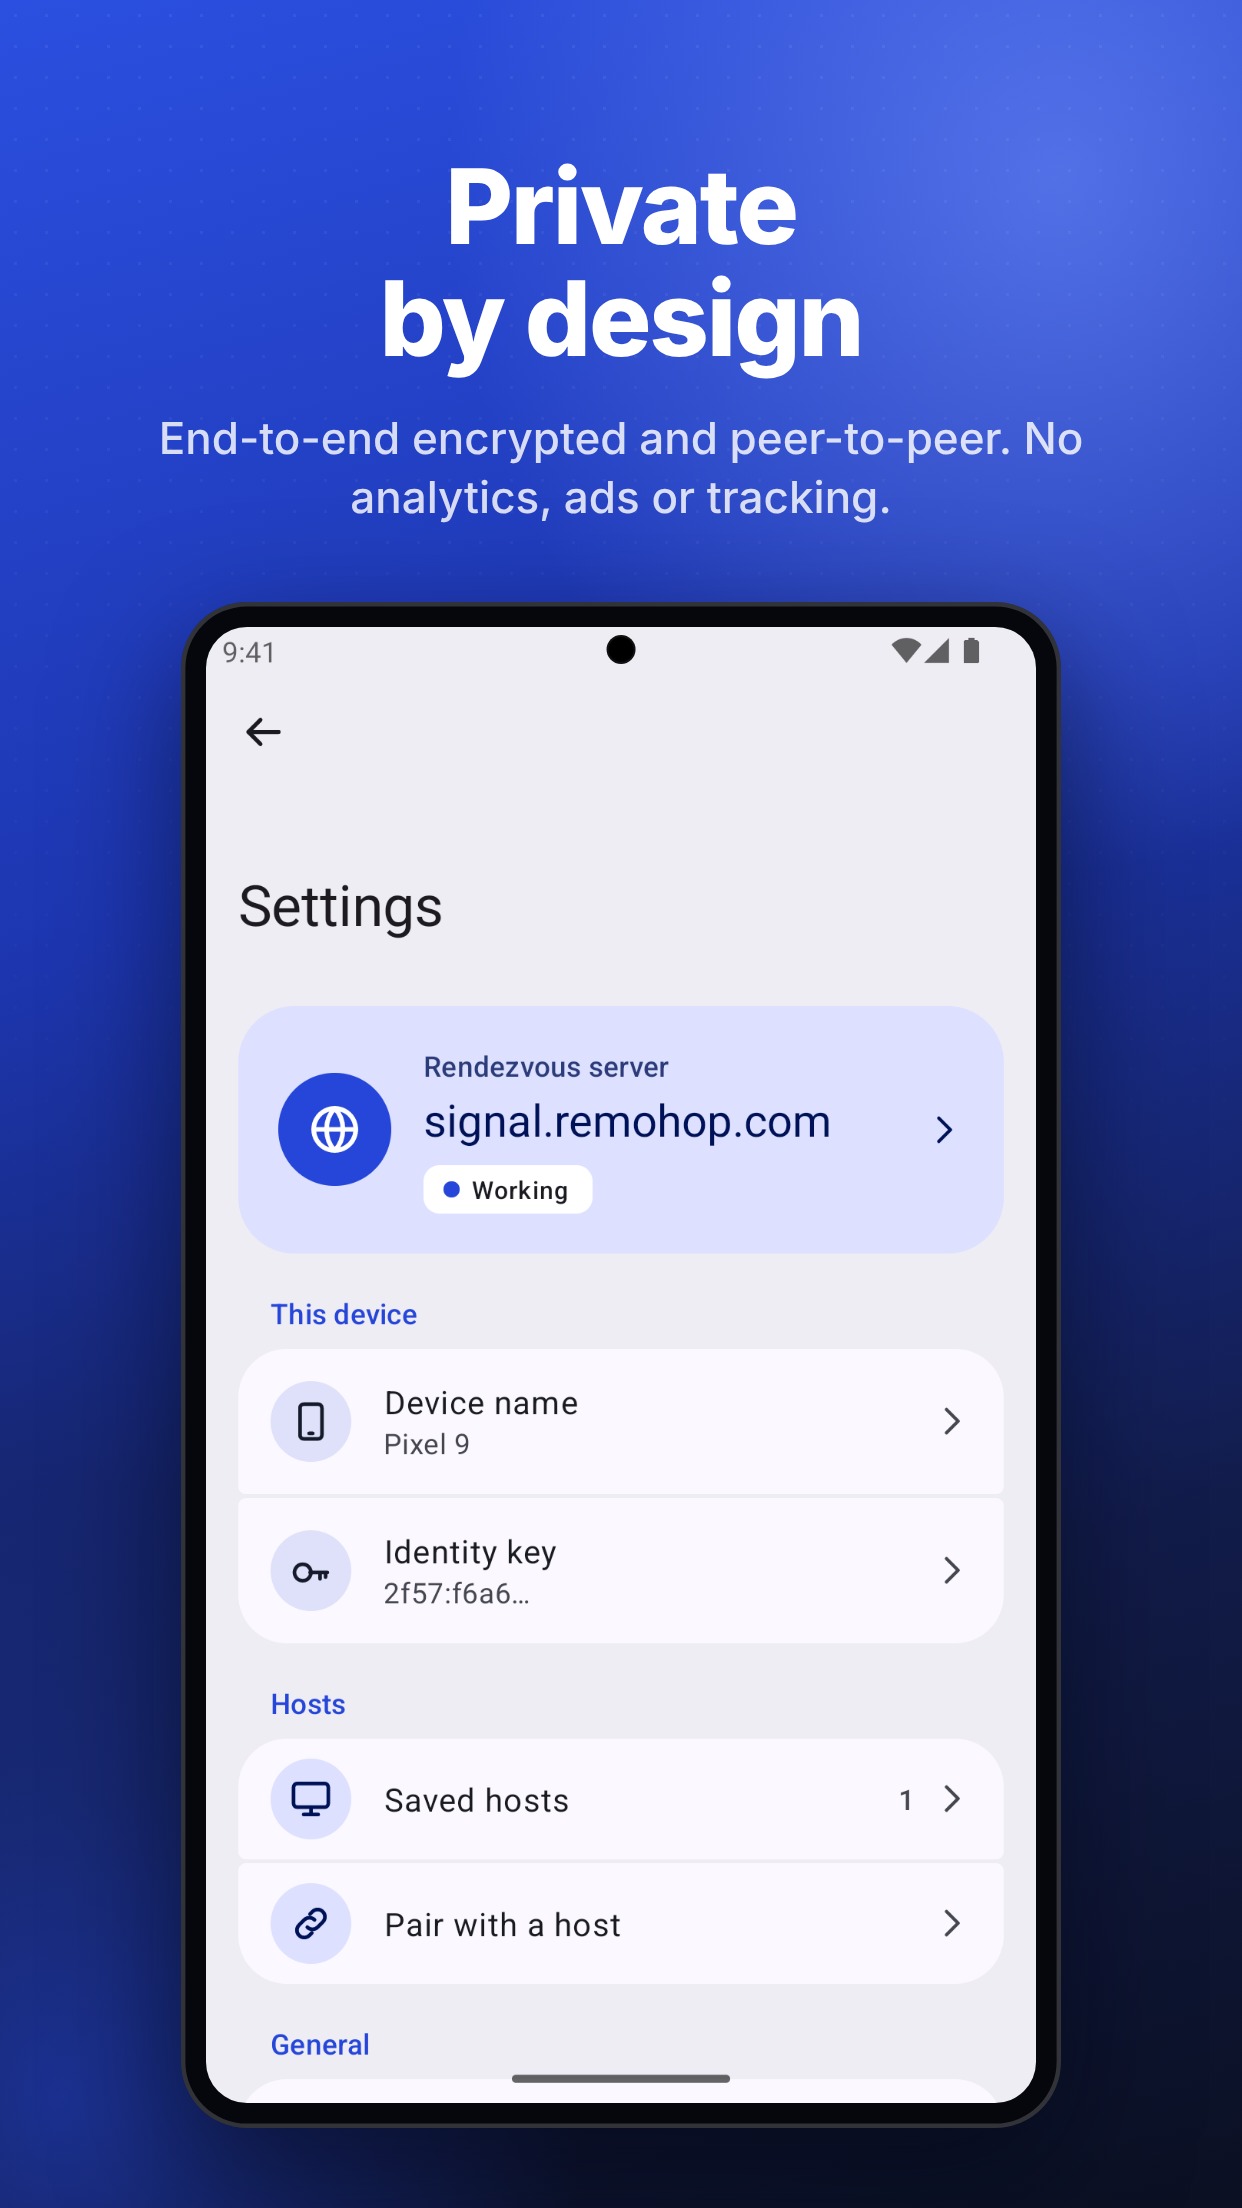 Private
by design
End-to-end encrypted and peer-to-peer. No
analytics, ads or tracking.
9:41
Settings
Rendezvous server
signal.remohop.com
Working
This device
Device name
Pixel 9
Identity key
2f57:f6a6...
Hosts
Saved hosts 1
Pair with a host
General